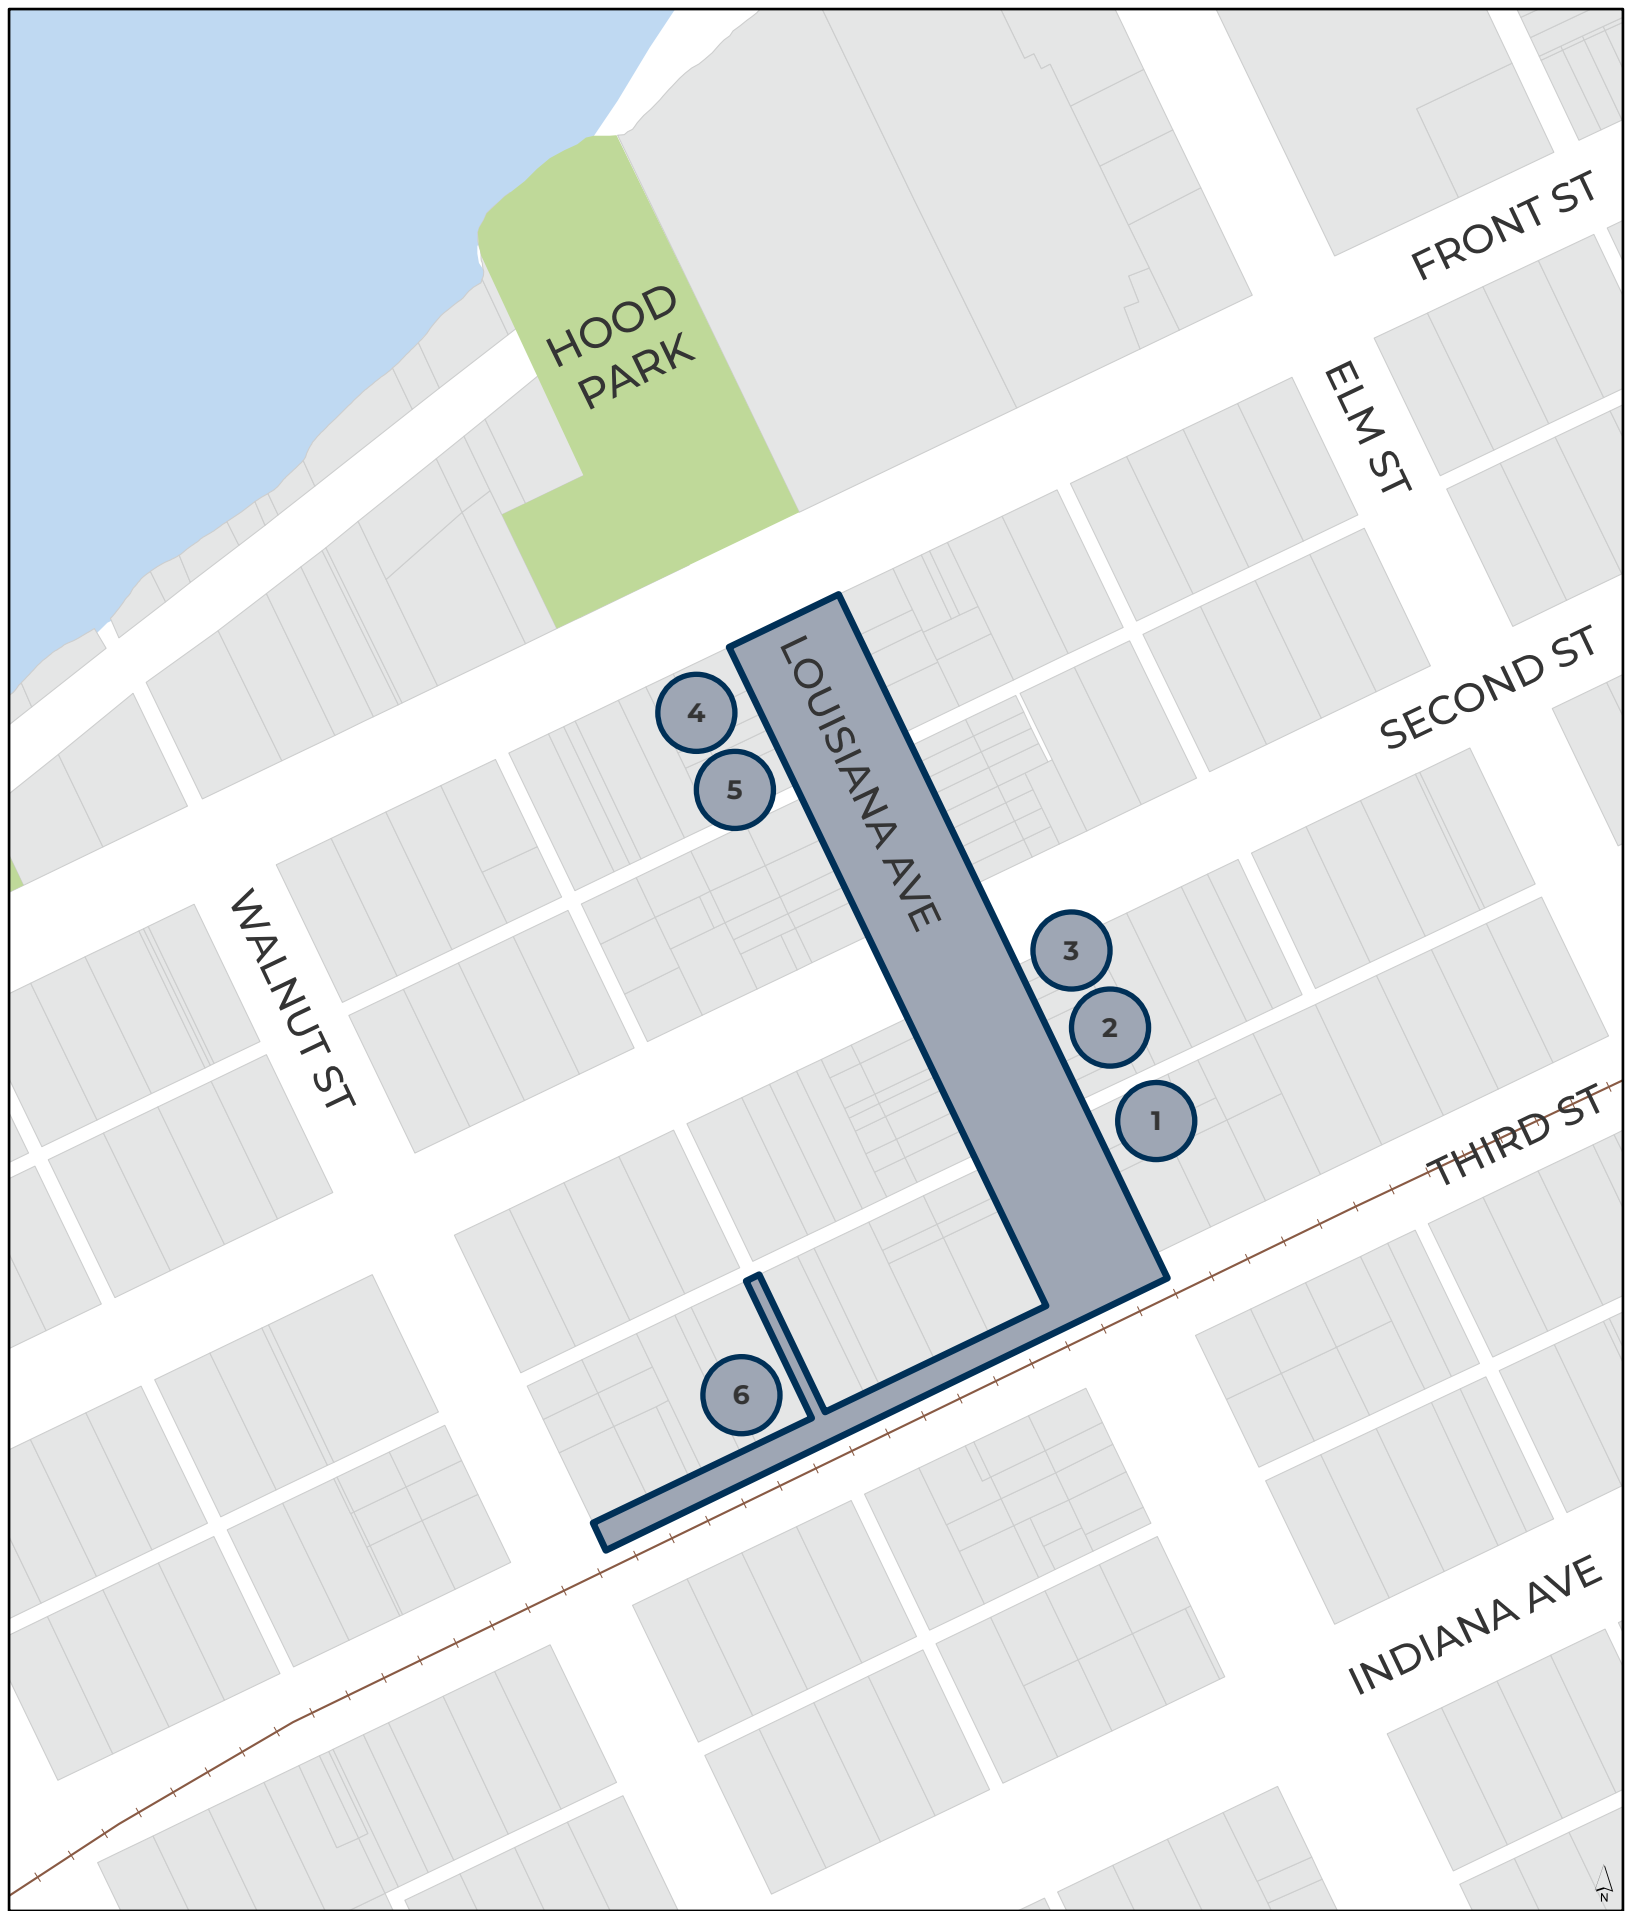 FRONT ST
HOOD
PARK
ELM ST
SECOND ST
LOUISIANA AVE
4
5
WALNUT ST
3
2
1
THIRD ST
6
INDIANA AVE
N